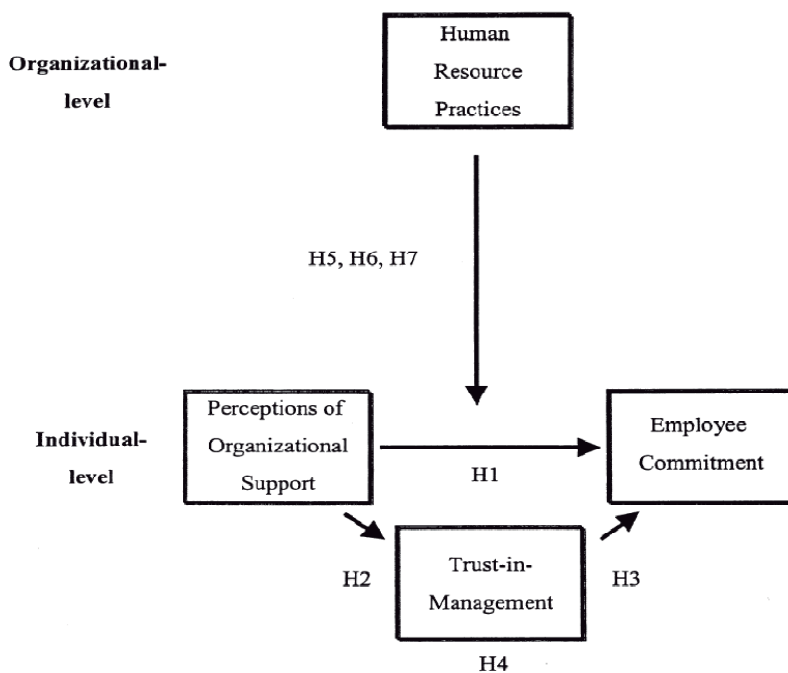 Human
Resource
Practices
Organizational-
level
H5, H6, H7
Perceptions of
Organizational
Support
Individual-
level
Employee
Commitment
H1
Trust-in-
Management
H2
H3
H4